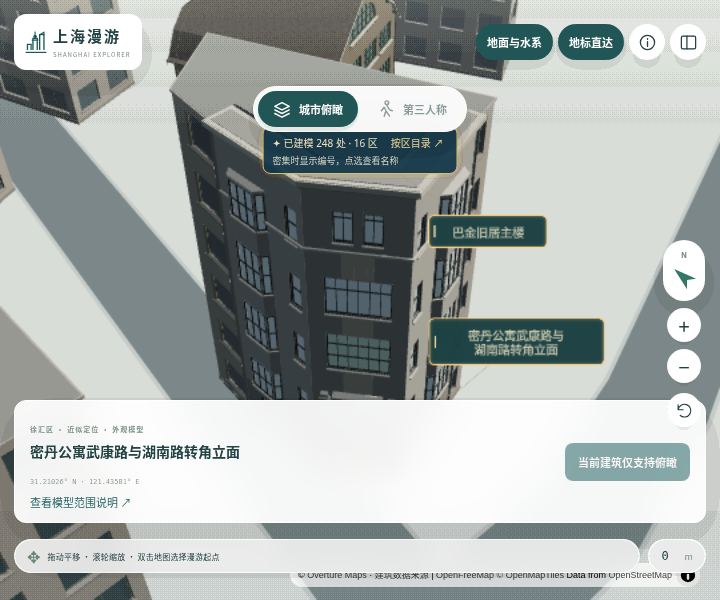 上海漫游
SHANGHAI EXPLORER
地面与水系
地标直达
城市俯瞰
第三人称
✦ 已建模 248 处 · 16 区 按区目录 ↗
密集时显示编号，点选查看名称
巴金旧居主楼
密丹公寓武康路与
湖南路转角立面
N
+
−
徐汇区 · 近似定位 · 外观模型
密丹公寓武康路与湖南路转角立面
31.21026° N · 121.43581° E
查看模型范围说明 ↗
当前建筑仅支持俯瞰
拖动平移 · 滚轮缩放 · 双击地图选择漫游起点
0 m
© Overture Maps · 建筑数据来源 | OpenFreeMap © OpenMapTiles Data from OpenStreetMap